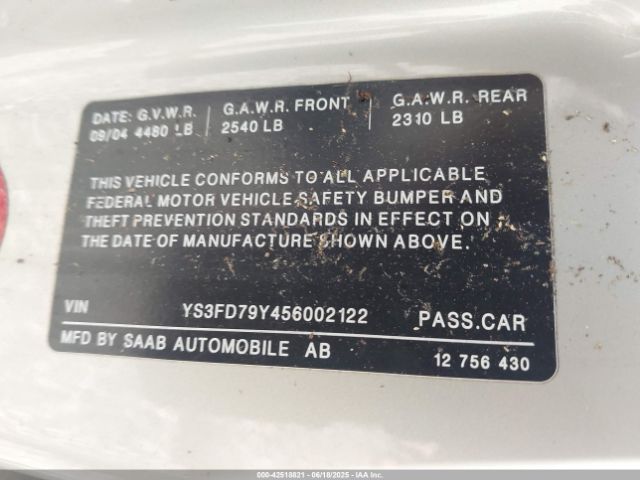 DATE: G.V.W.R. G.A.W.R. FRONT G.A.W.R. REAR
09/04 4480 LB 2540 LB 2310 LB
THIS VEHICLE CONFORMS TO ALL APPLICABLE
FEDERAL MOTOR VEHICLE SAFETY BUMPER AND
THEFT PREVENTION STANDARDS IN EFFECT ON
THE DATE OF MANUFACTURE SHOWN ABOVE.
VIN YS3FD79Y456002122 PASS.CAR
MFD BY SAAB AUTOMOBILE AB 12 756 430
000-42518821 - 06/18/2025 - IAAI.COM